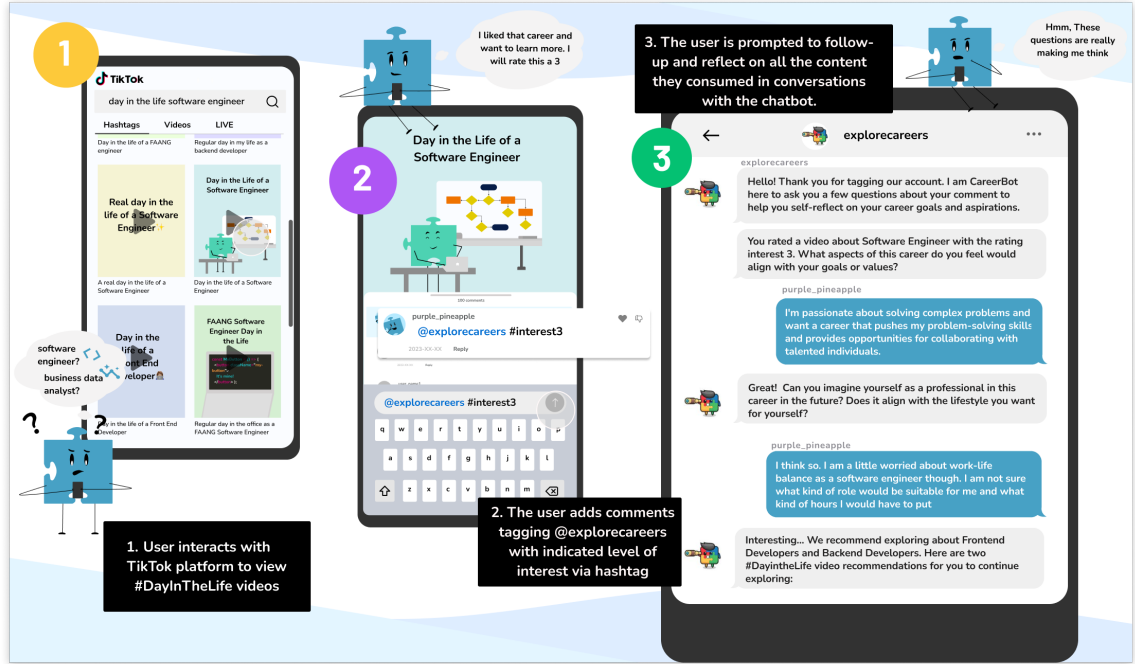 1
TikTok
day in the life software engineer
Hashtags
Videos
LIVE
Day in the life of a FAANG
engineer
Regular day in my life as a
backend developer
Real day in the
life of a Software
Engineer
Day in the Life of a
Software Engineer
A real day in the life of a
Software Engineer
Day in the Life of a Software
Engineer
Day in the
life of a
Front End
Developer
FAANG Software
Engineer Day in
the Life
Day in the life of a Front End
Developer
Regular day in the office as a
FAANG Software Engineer
software
engineer?
business data
analyst?
?
?
1. User interacts with
TikTok platform to view
#DayInTheLife videos
I liked that career and
want to learn more. I
will rate this a 3
2
Day in the Life of a
Software Engineer
100 comments
purple_pineapple
@explorecareers #interest3
2023-XX-XX
Reply
@explorecareers #interest3
q w e r t y u i o p
a s d f g h j k l
z x c v b n m
2. The user adds comments
tagging @explorecareers
with indicated level of
interest via hashtag
3. The user is prompted to follow-
up and reflect on all the content
they consumed in conversations
with the chatbot.
Hmm, These
questions are really
making me think
3
explorecareers
explorecareers
Hello! Thank you for tagging our account. I am CareerBot
here to ask you a few questions about your comment to
help you self-reflect on your career goals and aspirations.
You rated a video about Software Engineer with the rating
interest 3. What aspects of this career do you feel would
align with your goals or values?
purple_pineapple
I'm passionate about solving complex problems and
want a career that pushes my problem-solving skills
and provides opportunities for collaborating with
talented individuals.
Great! Can you imagine yourself as a professional in this
career in the future? Does it align with the lifestyle you want
for yourself?
purple_pineapple
I think so. I am a little worried about work-life
balance as a software engineer though. I am not sure
what kind of role would be suitable for me and what
kind of hours I would have to put
Interesting... We recommend exploring about Frontend
Developers and Backend Developers. Here are two
#DayintheLife video recommendations for you to continue
exploring: